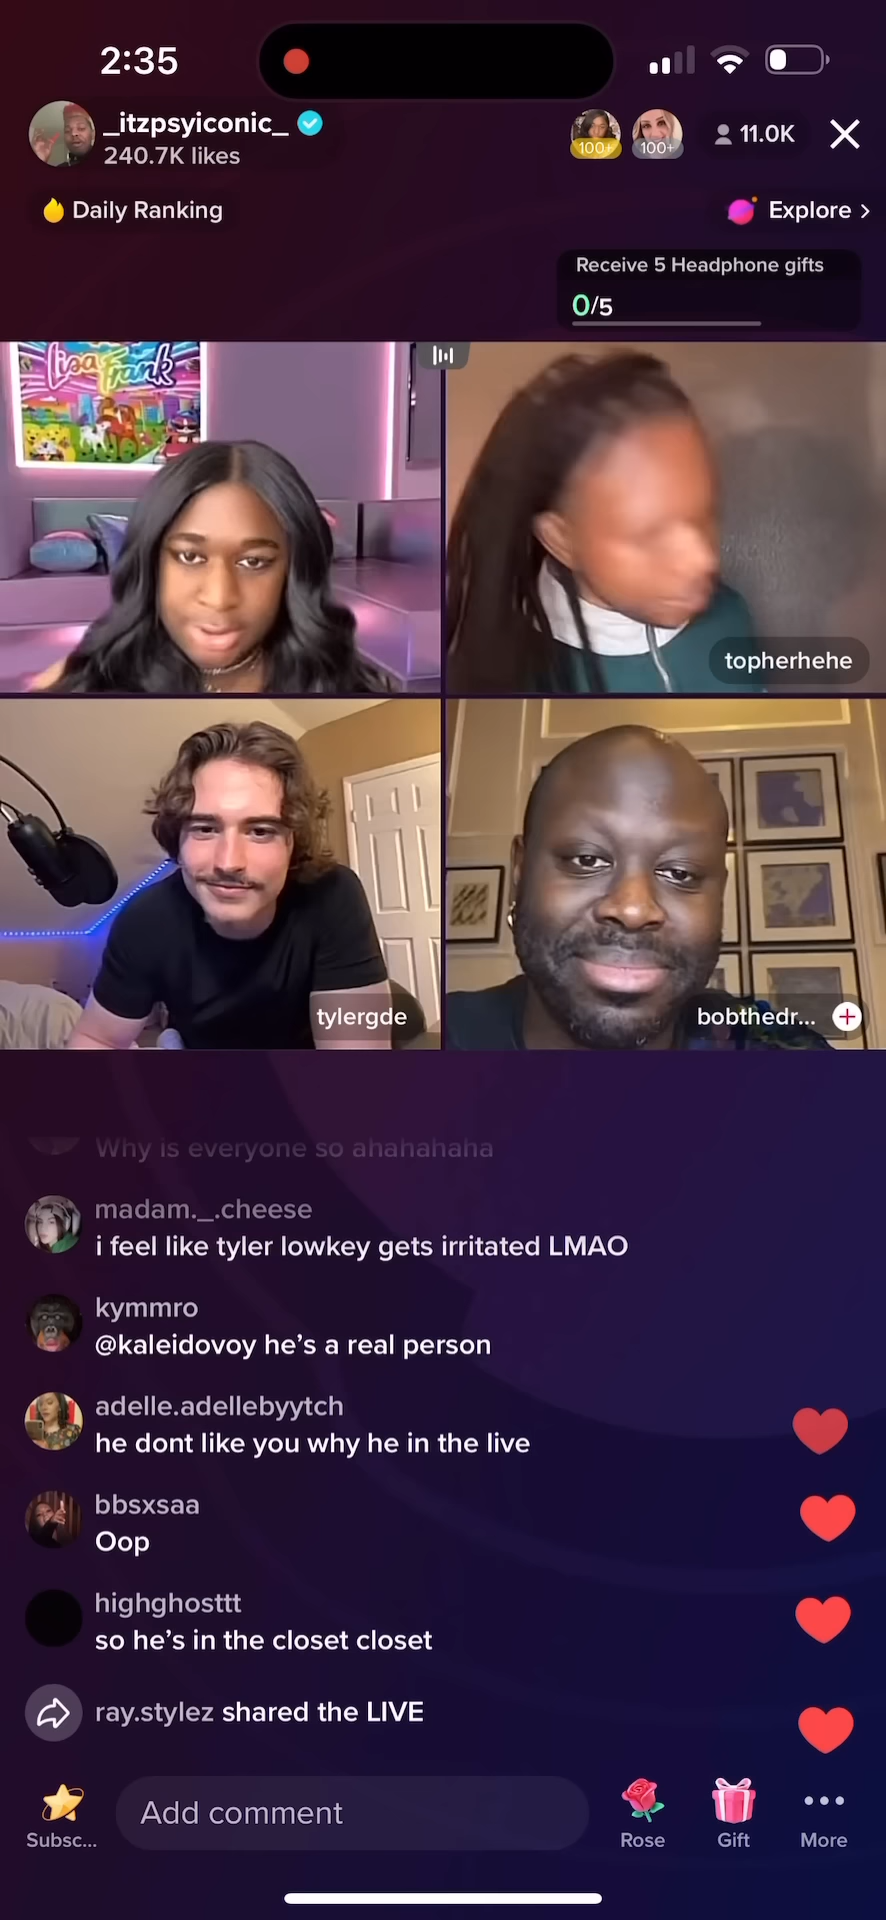 2:35
_itzpsyiconic_
240.7K likes
100+
100+
11.0K
Daily Ranking
Explore >
Receive 5 Headphone gifts
0/5
Lisa Frank
topherhehe
tylergde
bobthedr...
Why is everyone so ahahahaha
madam._.cheese
i feel like tyler lowkey gets irritated LMAO
kymmro
@kaleidovoy he's a real person
adelle.adellebyytch
he dont like you why he in the live
bbsxsaa
Oop
highghosttt
so he's in the closet closet
ray.stylez shared the LIVE
Add comment
Subsc...
Rose
Gift
More